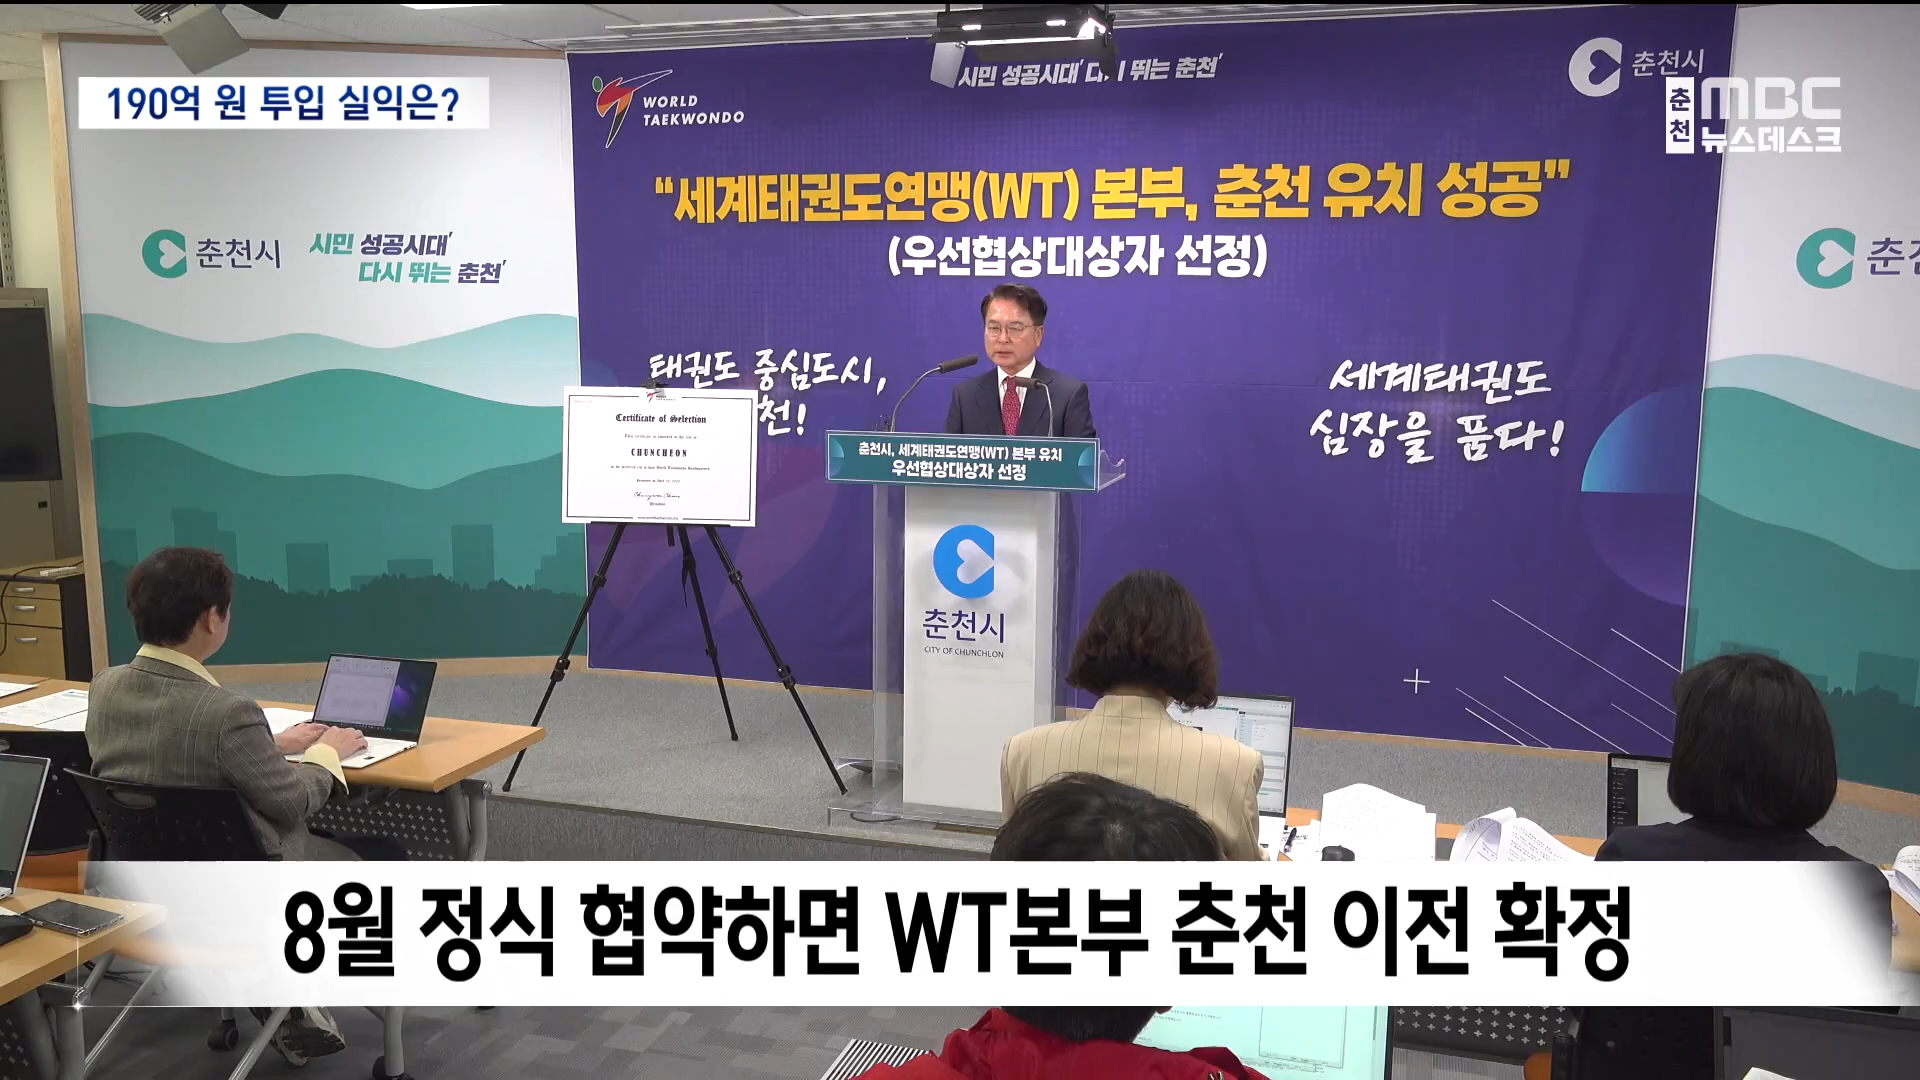 190억 원 투입 실익은?
춘천
MBC
뉴스데스크
시민 성공시대
뛰는 춘천
춘천시
WORLD
TAEKWONDO
“세계태권도연맹(WT) 본부, 춘천 유치 성공”
(우선협상대상자 선정)
춘천시
시민 성공시대
다시 뛰는 춘천
태권도 중심도시,
천!
세계태권도
심장을 품다!
Certificate of Selection
CHUNCHEON
춘천시, 세계태권도연맹(WT) 본부 유치
우선협상대상자 선정
춘천시
CITY OF CHUNCHEON
8월 정식 협약하면 WT본부 춘천 이전 확정